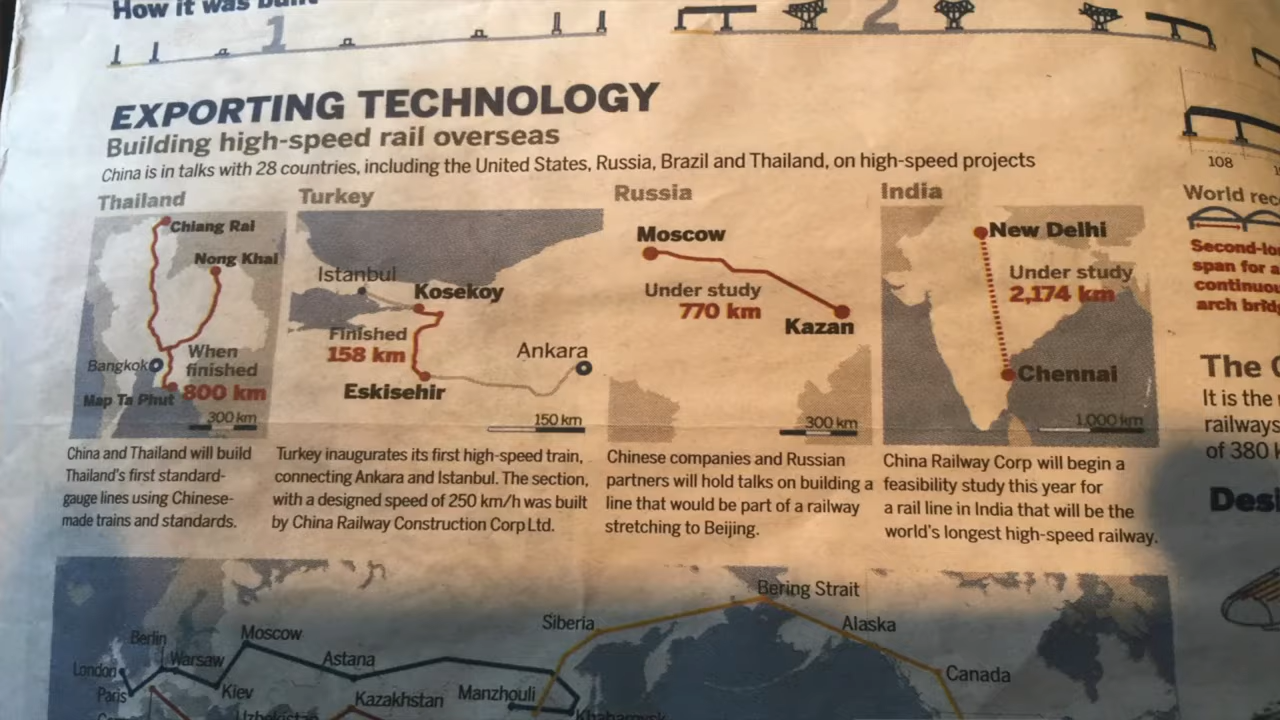 How it was built
1
2
EXPORTING TECHNOLOGY
Building high-speed rail overseas
China is in talks with 28 countries, including the United States, Russia, Brazil and Thailand, on high-speed projects
Thailand
Chiang Rai
Nong Khai
Bangkok
When
finished
800 km
Map Ta Phut
300 km
China and Thailand will build
Thailand's first standard-
gauge lines using Chinese-
made trains and standards.
Turkey
Istanbul
Kosekoy
Finished
158 km
Ankara
Eskisehir
150 km
Turkey inaugurates its first high-speed train,
connecting Ankara and Istanbul. The section,
with a designed speed of 250 km/h was built
by China Railway Construction Corp Ltd.
Russia
Moscow
Under study
770 km
Kazan
300 km
Chinese companies and Russian
partners will hold talks on building a
line that would be part of a railway
stretching to Beijing.
India
New Delhi
Under study
2,174 km
Chennai
1,000 km
China Railway Corp will begin a
feasibility study this year for
a rail line in India that will be the
world's longest high-speed railway.
108
World rec
Second-lo
span for a
continuou
arch bridg
The
It is the
railways
of 380
Des
Bering Strait
Siberia
Alaska
Canada
Berlin
Moscow
London
Warsaw
Astana
Paris
Kiev
Kazakhstan
Manzhouli
Uzbekistan
Khabarovsk